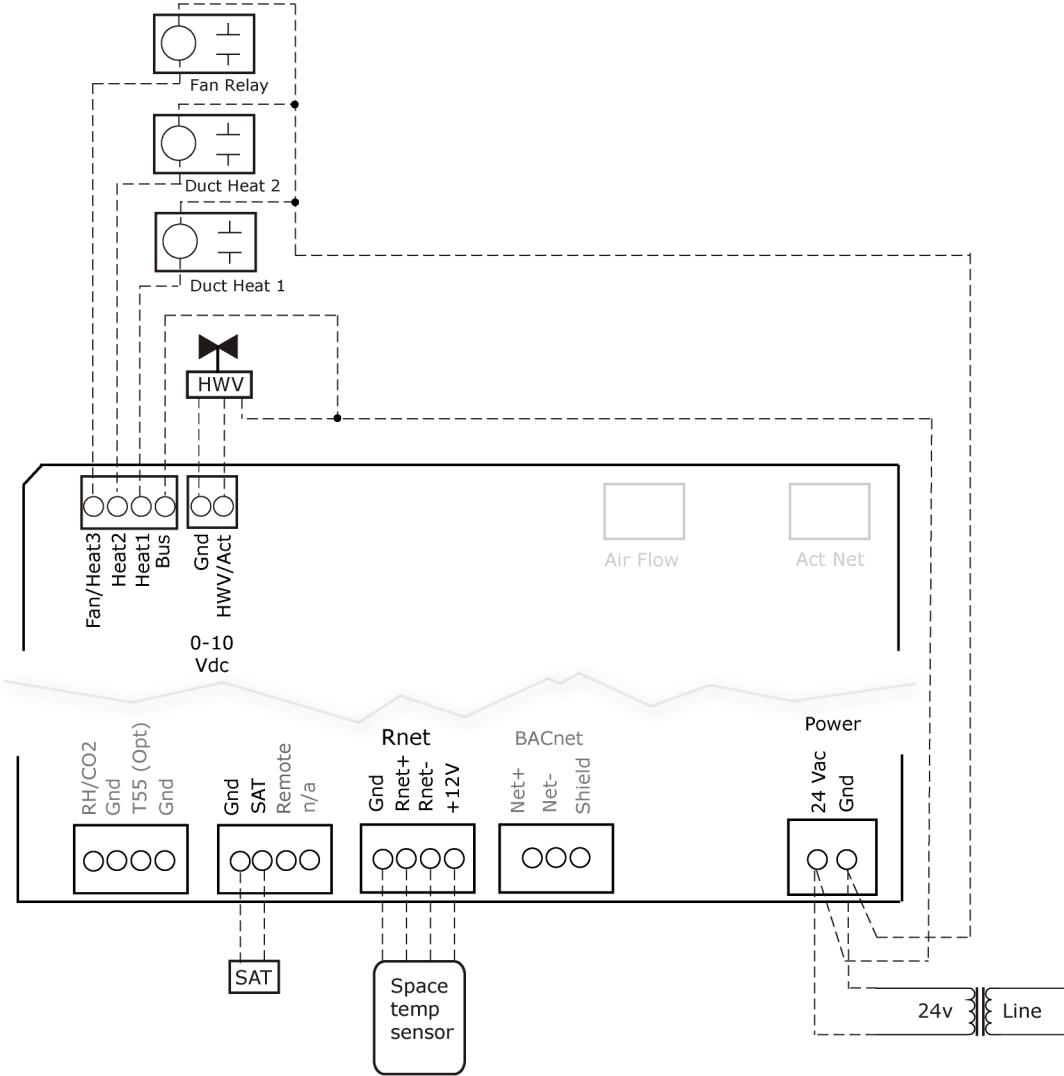 Fan Relay
Duct Heat 2
Duct Heat 1
HWV
Fan/Heat3
Heat2
Heat1
Bus
Gnd
HWV/Act
0-10
Vdc
Air Flow
Act Net
RH/CO2
Gnd
T55 (Opt)
Gnd
Gnd
SAT
Remote
n/a
Rnet
Gnd
Rnet+
Rnet-
+12V
BACnet
Net+
Net-
Shield
Power
24 Vac
Gnd
SAT
Space
temp
sensor
24v
Line